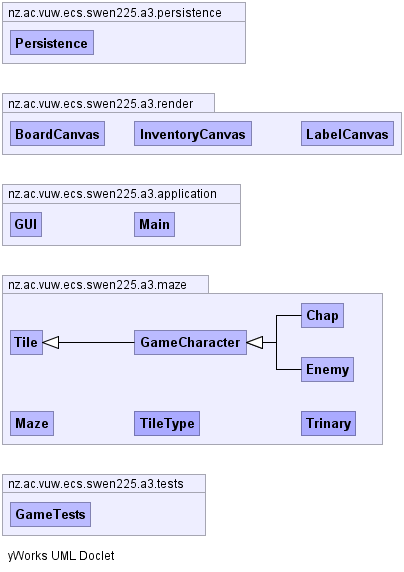 nz.ac.vuw.ecs.swen225.a3.persistence
Persistence
nz.ac.vuw.ecs.swen225.a3.render
BoardCanvas InventoryCanvas LabelCanvas
nz.ac.vuw.ecs.swen225.a3.application
GUI Main
nz.ac.vuw.ecs.swen225.a3.maze
Chap
Tile GameCharacter
Enemy
Maze TileType Trinary
nz.ac.vuw.ecs.swen225.a3.tests
GameTests
yWorks UML Doclet